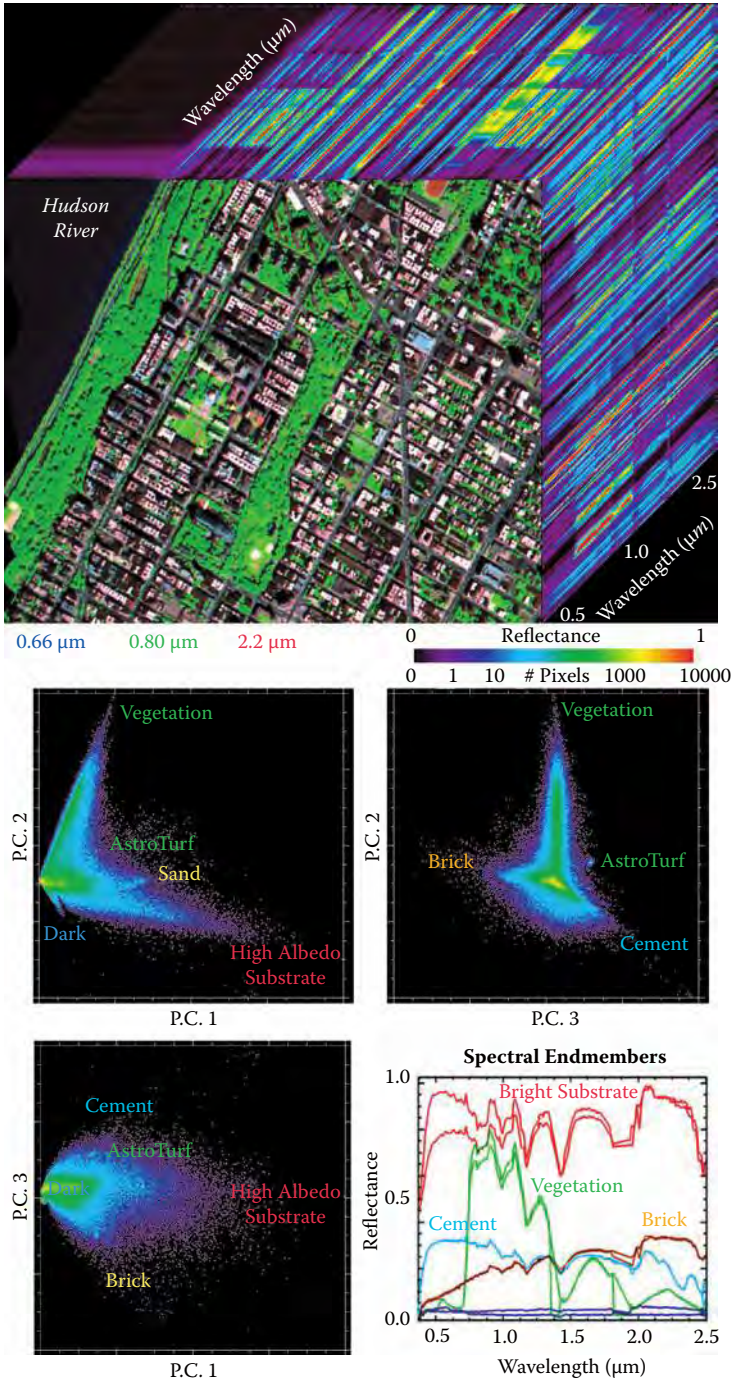 Wavelength (μm)
Hudson
River
2.5
1.0
Wavelength (μm)
0.5
0.66 μm 0.80 μm 2.2 μm
0 Reflectance 1
0 1 10 # Pixels 1000 10000
Vegetation
P.C. 2
AstroTurf
Sand
Dark
High Albedo
Substrate
P.C. 1
Vegetation
P.C. 2
Brick
AstroTurf
Cement
P.C. 3
Cement
AstroTurf
P.C. 3
Dark
High Albedo
Substrate
Brick
P.C. 1
Spectral Endmembers
1.0
Bright Substrate
Reflectance
Vegetation
0.5
Cement
Brick
0.0
0.5 1.0 1.5 2.0 2.5
Wavelength (μm)